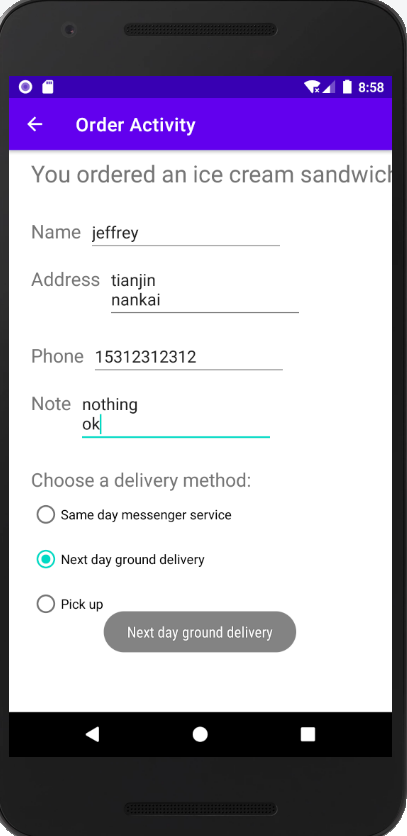 8:58
Order Activity
You ordered an ice cream sandwich
Name jeffrey
Address tianjin
nankai
Phone 15312312312
Note nothing
ok
Choose a delivery method:
Same day messenger service
Next day ground delivery
Pick up
Next day ground delivery